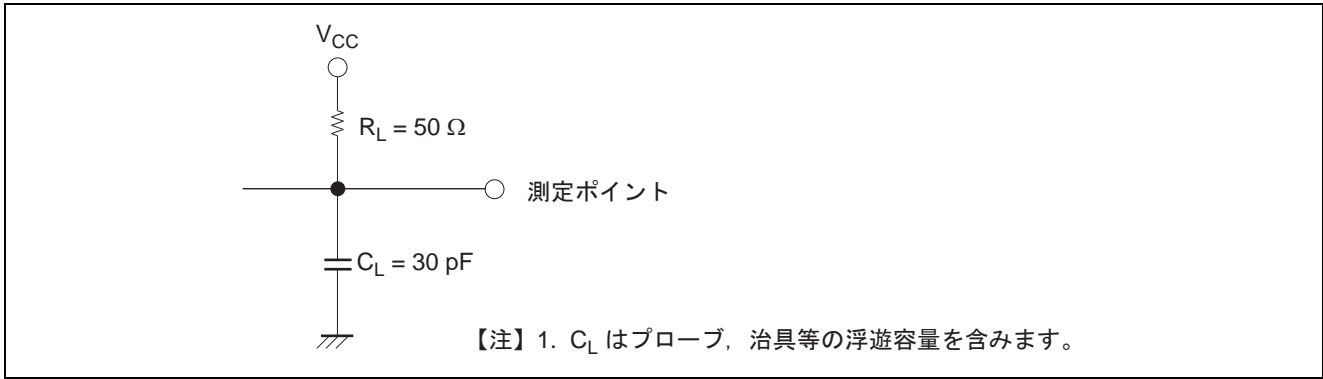 VCC
RL = 50 Ω
測定ポイント
CL = 30 pF
【注】1. CL はプローブ，治具等の浮遊容量を含みます。